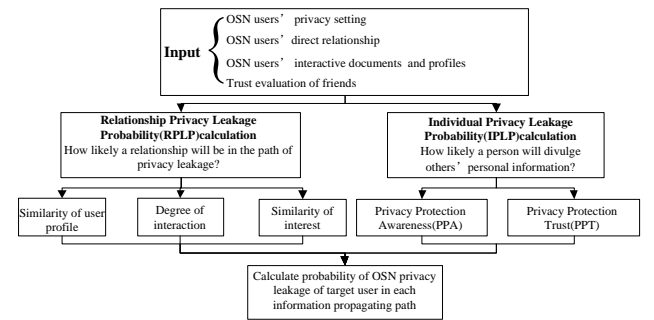 Input
OSN users’ privacy setting
OSN users’ direct relationship
OSN users’ interactive documents and profiles
Trust evaluation of friends
Relationship Privacy Leakage
Probability(RPLP)calculation
How likely a relationship will be in the path of
privacy leakage?
Individual Privacy Leakage
Probability(IPLP)calculation
How likely a person will divulge
others’ personal information?
Similarity of user
profile
Degree of
interaction
Similarity of
interest
Privacy Protection
Awareness(PPA)
Privacy Protection
Trust(PPT)
Calculate probability of OSN privacy
leakage of target user in each
information propagating path